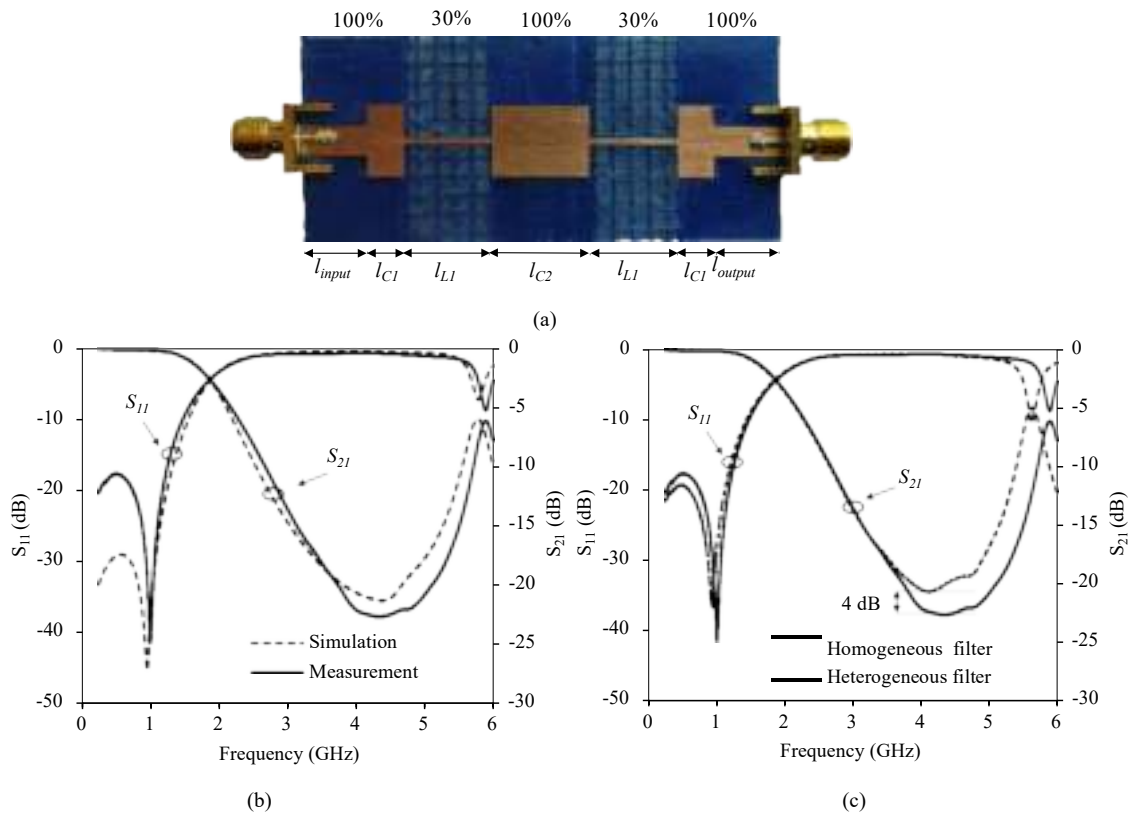 100% 30% 100% 30% 100%
l_input l_C1 l_L1 l_C2 l_L1 l_C1 l_output
(a)
S11 (dB)
0
-10
-20
-30
-40
-50
S11
S21
Simulation
Measurement
0
-5
-10
-15
-20
-25
-30
S21 (dB)
0 1 2 3 4 5 6
Frequency (GHz)
(b)
S11 (dB)
0
-10
-20
-30
-40
-50
S11
S21
4 dB
Homogeneous filter
Heterogeneous filter
0
-5
-10
-15
-20
-25
-30
S21 (dB)
0 1 2 3 4 5 6
Frequency (GHz)
(c)